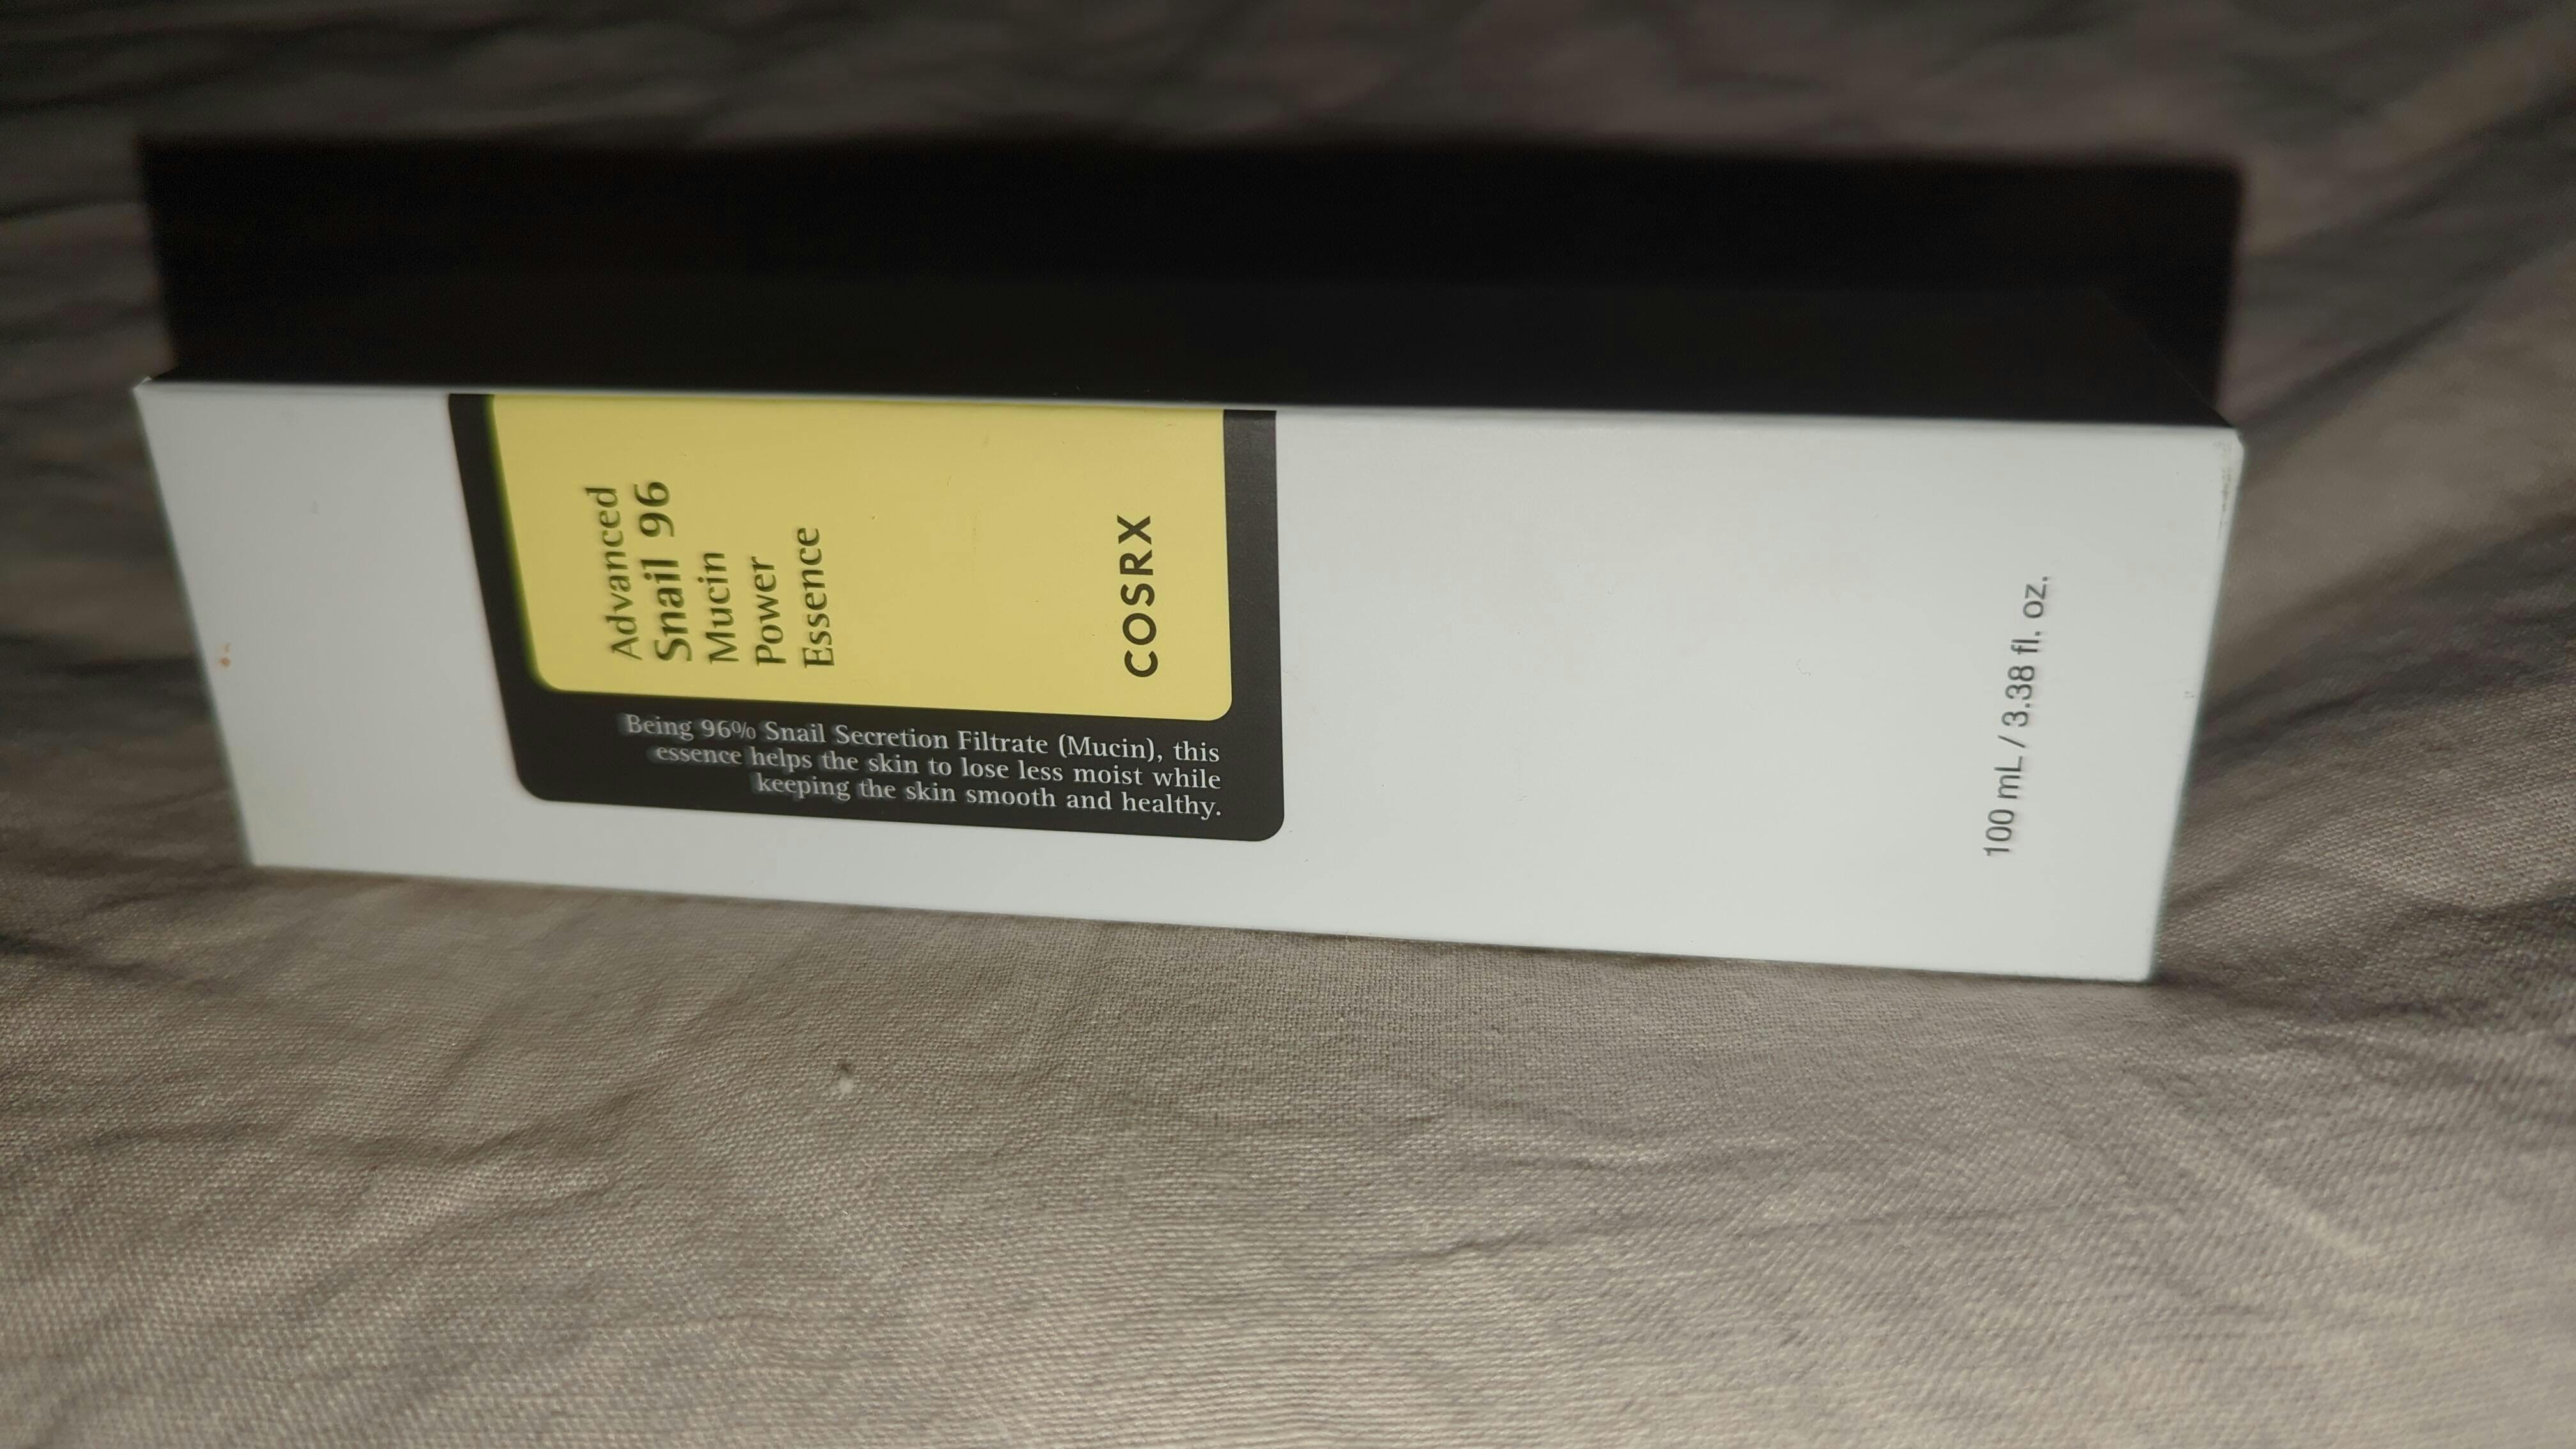 Advanced
Snail 96
Mucin
Power
Essence
COSRX
Being 96% Snail Secretion Filtrate (Mucin), this
essence helps the skin to lose less moist while
keeping the skin smooth and healthy.
100 mL / 3.38 fl. oz.